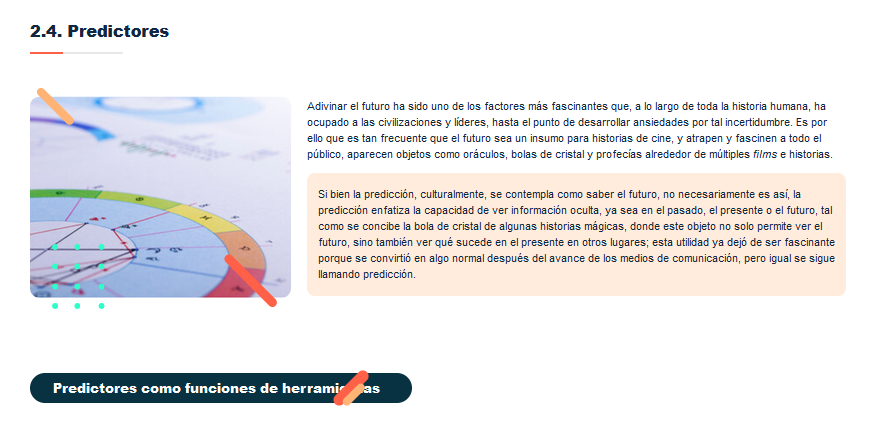 2.4. Predictores
Adivinar el futuro ha sido uno de los factores más fascinantes que, a lo largo de toda la historia humana, ha
ocupado a las civilizaciones y líderes, hasta el punto de desarrollar ansiedades por tal incertidumbre. Es por
ello que es tan frecuente que el futuro sea un insumo para historias de cine, y atrapen y fascinen a todo el
público, aparecen objetos como oráculos, bolas de cristal y profecías alrededor de múltiples films e historias.
Si bien la predicción, culturalmente, se contempla como saber el futuro, no necesariamente es así, la
predicción enfatiza la capacidad de ver información oculta, ya sea en el pasado, el presente o el futuro, tal
como se concibe la bola de cristal de algunas historias mágicas, donde este objeto no solo permite ver el
futuro, sino también ver qué sucede en el presente en otros lugares; esta utilidad ya dejó de ser fascinante
porque se convirtió en algo normal después del avance de los medios de comunicación, pero igual se sigue
llamando predicción.
Predictores como funciones de